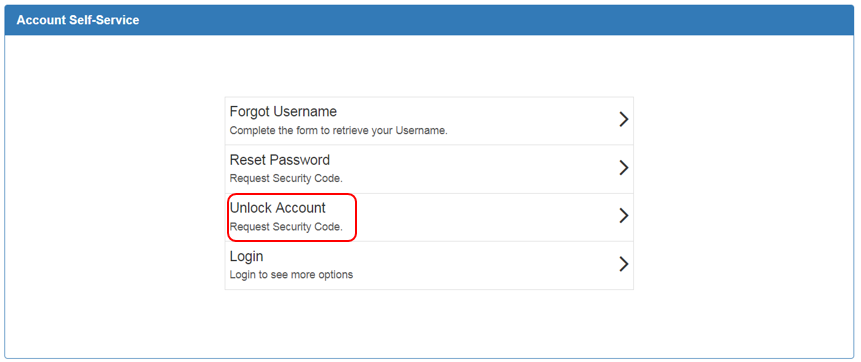 Account Self-Service
Forgot Username
Complete the form to retrieve your Username.
Reset Password
Request Security Code.
Unlock Account
Request Security Code.
Login
Login to see more options